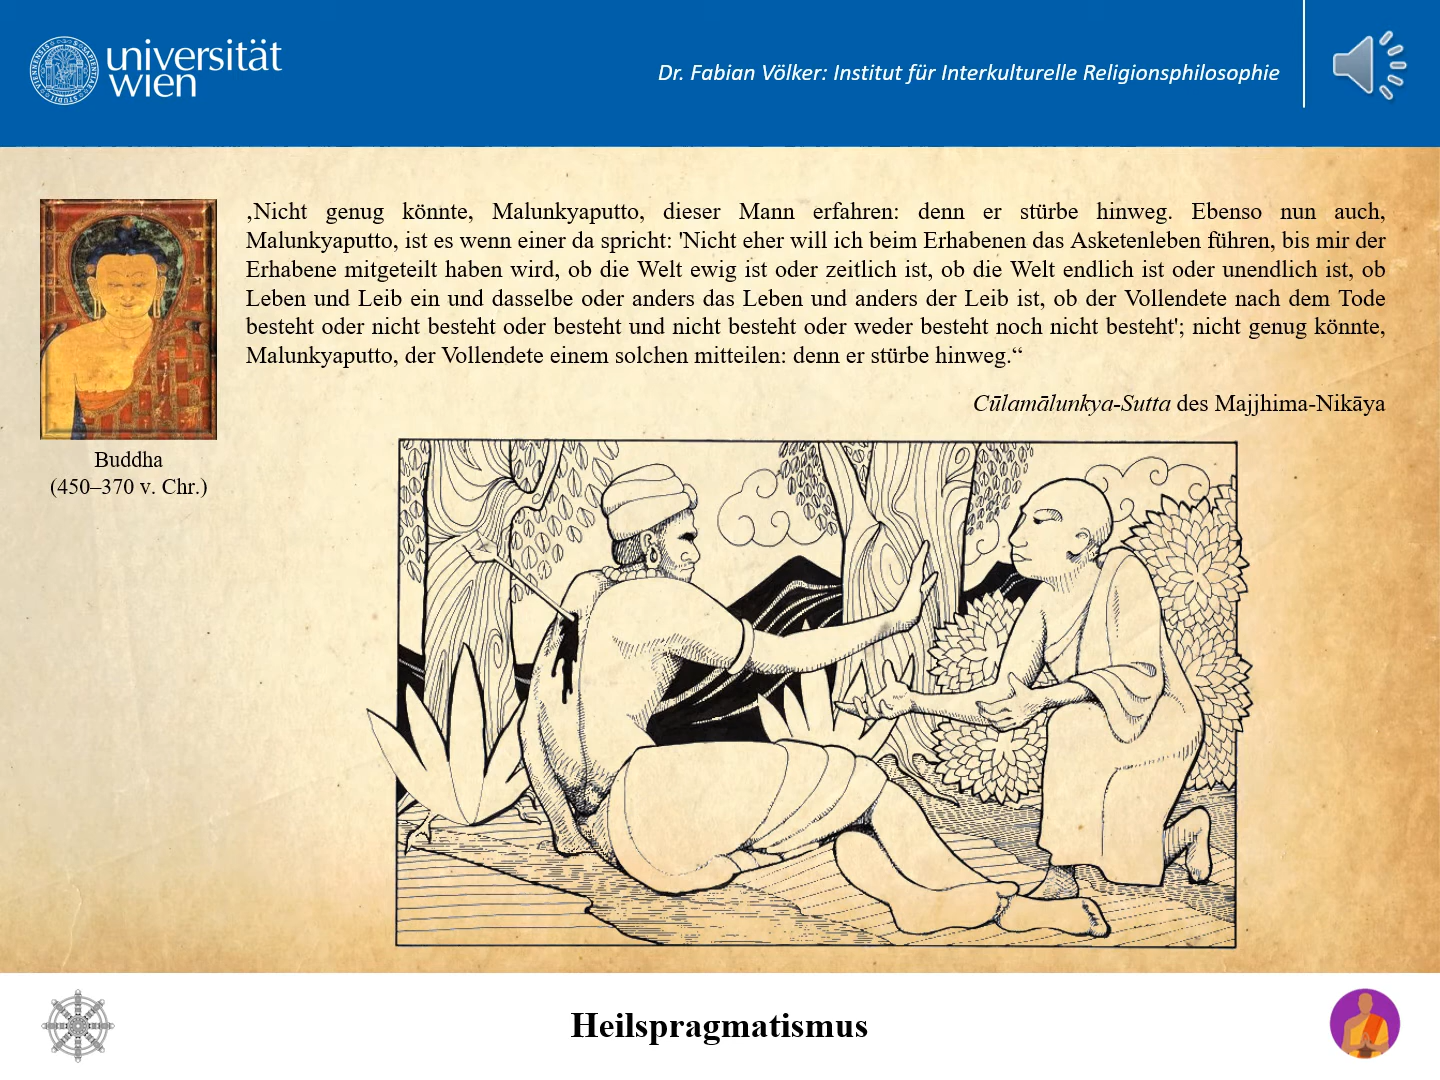 universität
wien
Dr. Fabian Völker: Institut für Interkulturelle Religionsphilosophie
‚Nicht genug könnte, Malunkyaputto, dieser Mann erfahren: denn er stürbe hinweg. Ebenso nun auch,
Malunkyaputto, ist es wenn einer da spricht: 'Nicht eher will ich beim Erhabenen das Asketenleben führen, bis mir der
Erhabene mitgeteilt haben wird, ob die Welt ewig ist oder zeitlich ist, ob die Welt endlich ist oder unendlich ist, ob
Leben und Leib ein und dasselbe oder anders das Leben und anders der Leib ist, ob der Vollendete nach dem Tode
besteht oder nicht besteht oder besteht und nicht besteht oder weder besteht noch nicht besteht'; nicht genug könnte,
Malunkyaputto, der Vollendete einem solchen mitteilen: denn er stürbe hinweg.“
Cūlamālunkya-Sutta des Majjhima-Nikāya
Buddha
(450–370 v. Chr.)
Heilspragmatismus